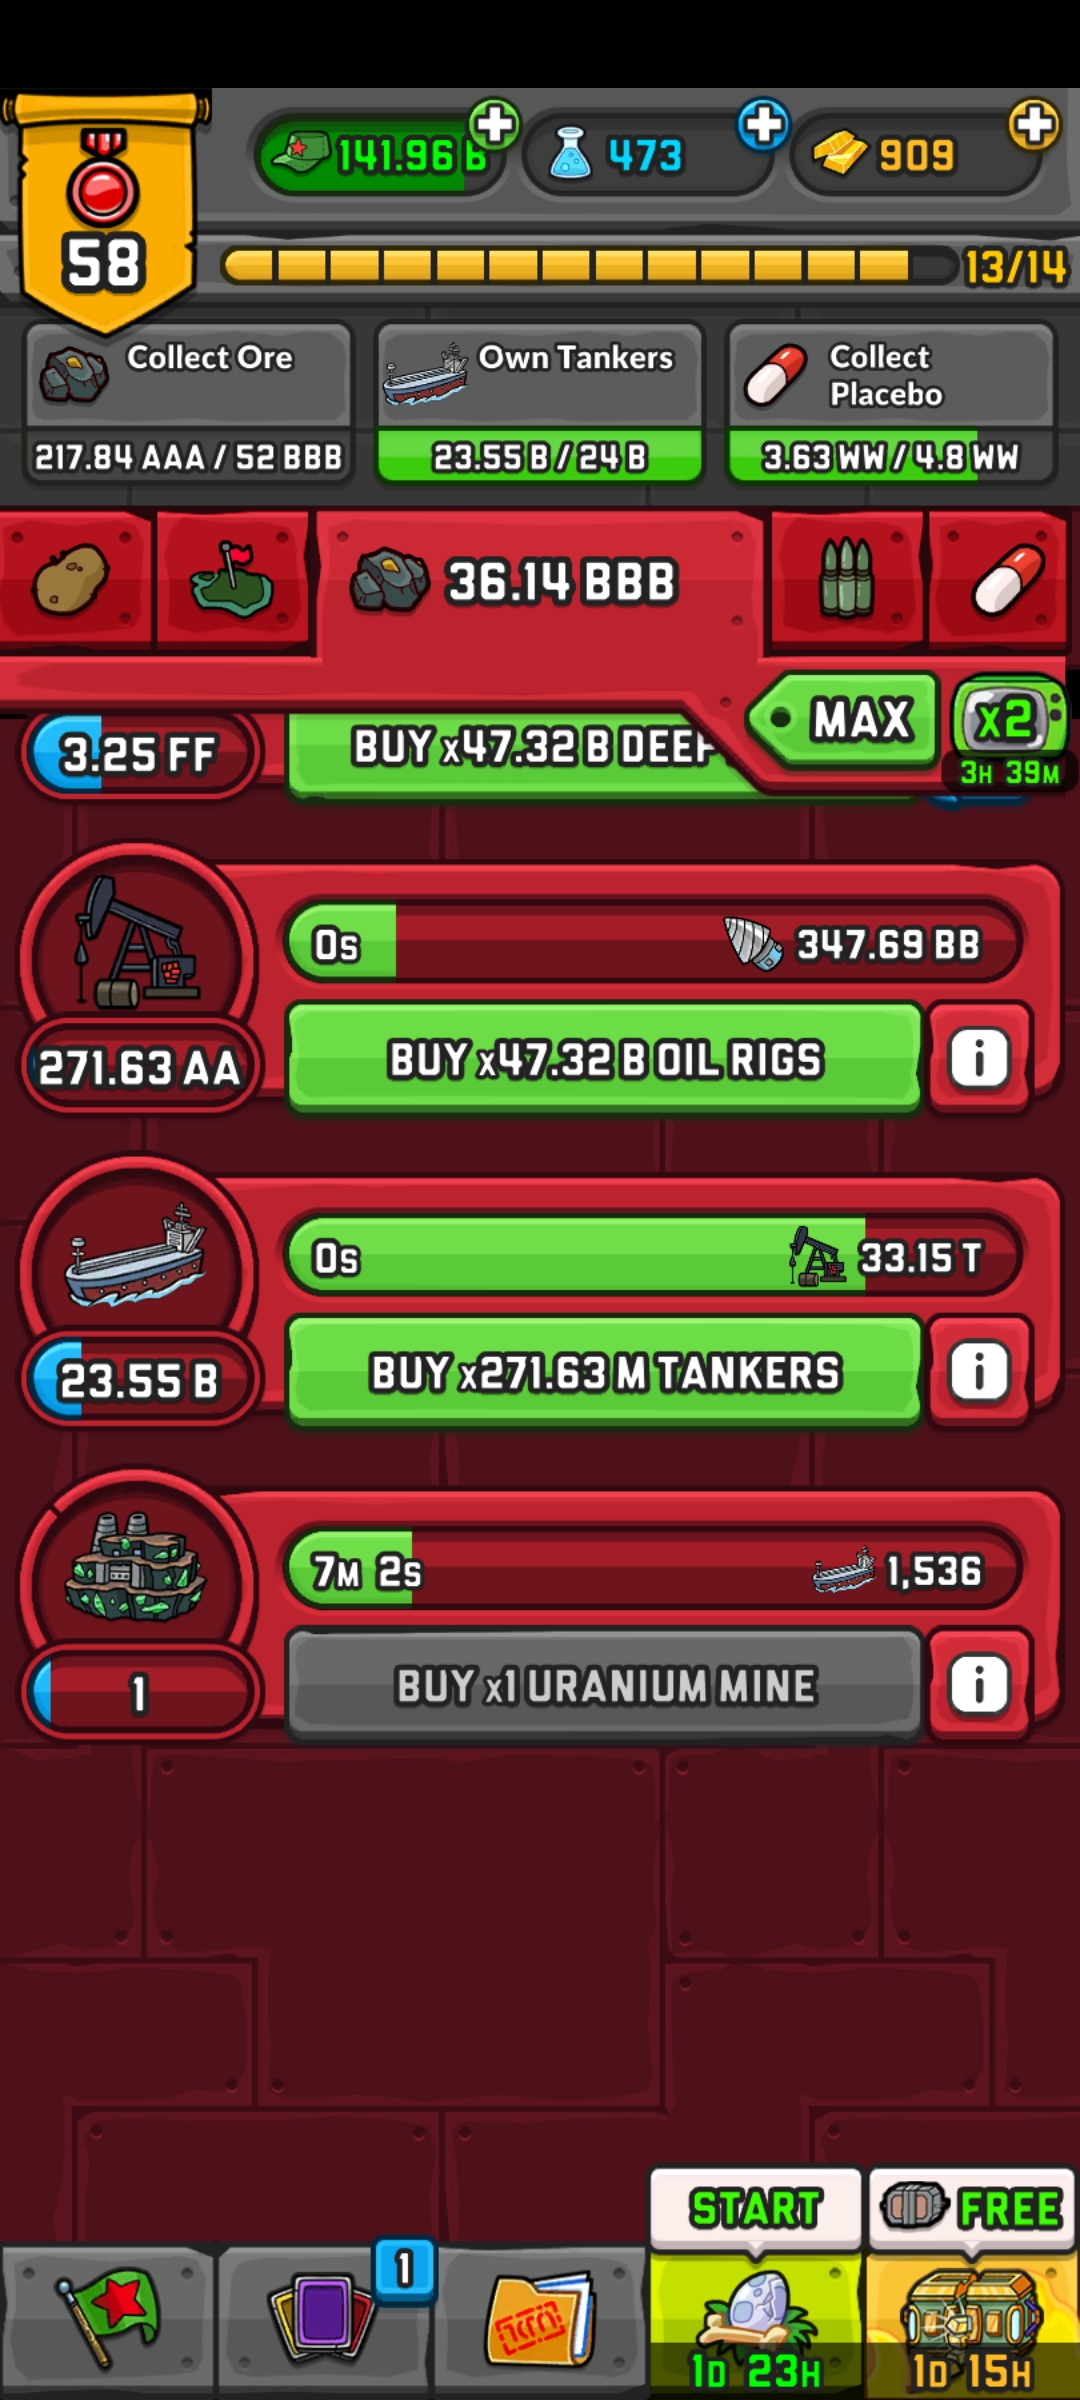 58
141.96 B
473
909
13/14
Collect Ore
217.84 AAA / 52 BBB
Own Tankers
23.55 B / 24 B
Collect
Placebo
3.63 WW / 4.8 WW
36.14 BBB
MAX
x2
3H 39M
3.25 FF
BUY x47.32 B DEEP
0S
347.69 BB
271.63 AA
BUY x47.32 B OIL RIGS
i
0S
33.15 T
23.55 B
BUY x271.63 M TANKERS
i
7M 2S
1,536
1
BUY x1 URANIUM MINE
i
START
FREE
1
1D 23H
1D 15H